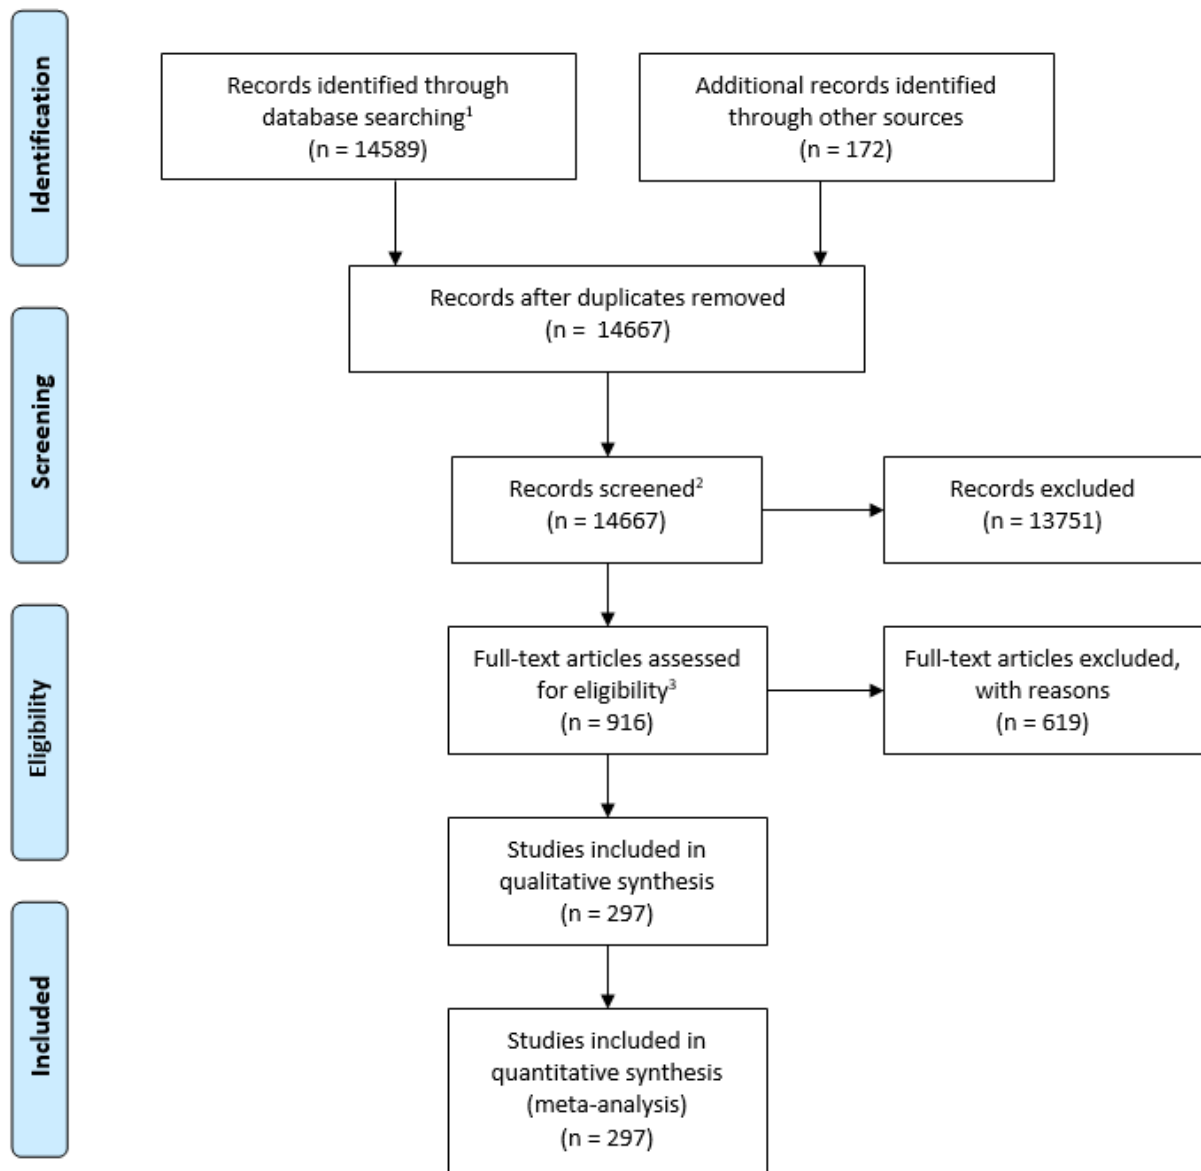 Identification
Records identified through
database searching¹
(n = 14589)
Additional records identified
through other sources
(n = 172)
Records after duplicates removed
(n =  14667)
Screening
Records screened²
(n = 14667)
Records excluded
(n = 13751)
Eligibility
Full-text articles assessed
for eligibility³
(n = 916)
Full-text articles excluded,
with reasons
(n = 619)
Studies included in
qualitative synthesis
(n = 297)
Included
Studies included in
quantitative synthesis
(meta-analysis)
(n = 297)